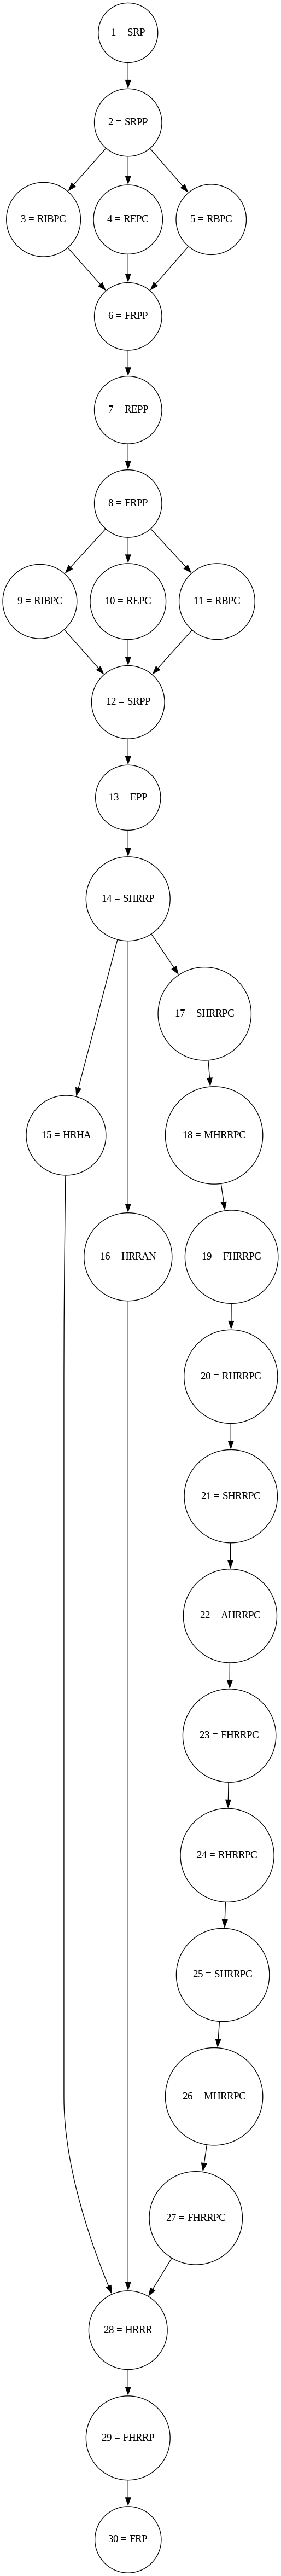 1 = SRP
2 = SRPP
3 = RIBPC
4 = REPC
5 = RBPC
6 = FRPP
7 = REPP
8 = FRPP
9 = RIBPC
10 = REPC
11 = RBPC
12 = SRPP
13 = EPP
14 = SHRRP
17 = SHRRPC
15 = HRHA
18 = MHRRPC
16 = HRRAN
19 = FHRRPC
20 = RHRRPC
21 = SHRRPC
22 = AHRRPC
23 = FHRRPC
24 = RHRRPC
25 = SHRRPC
26 = MHRRPC
27 = FHRRPC
28 = HRRR
29 = FHRRP
30 = FRP